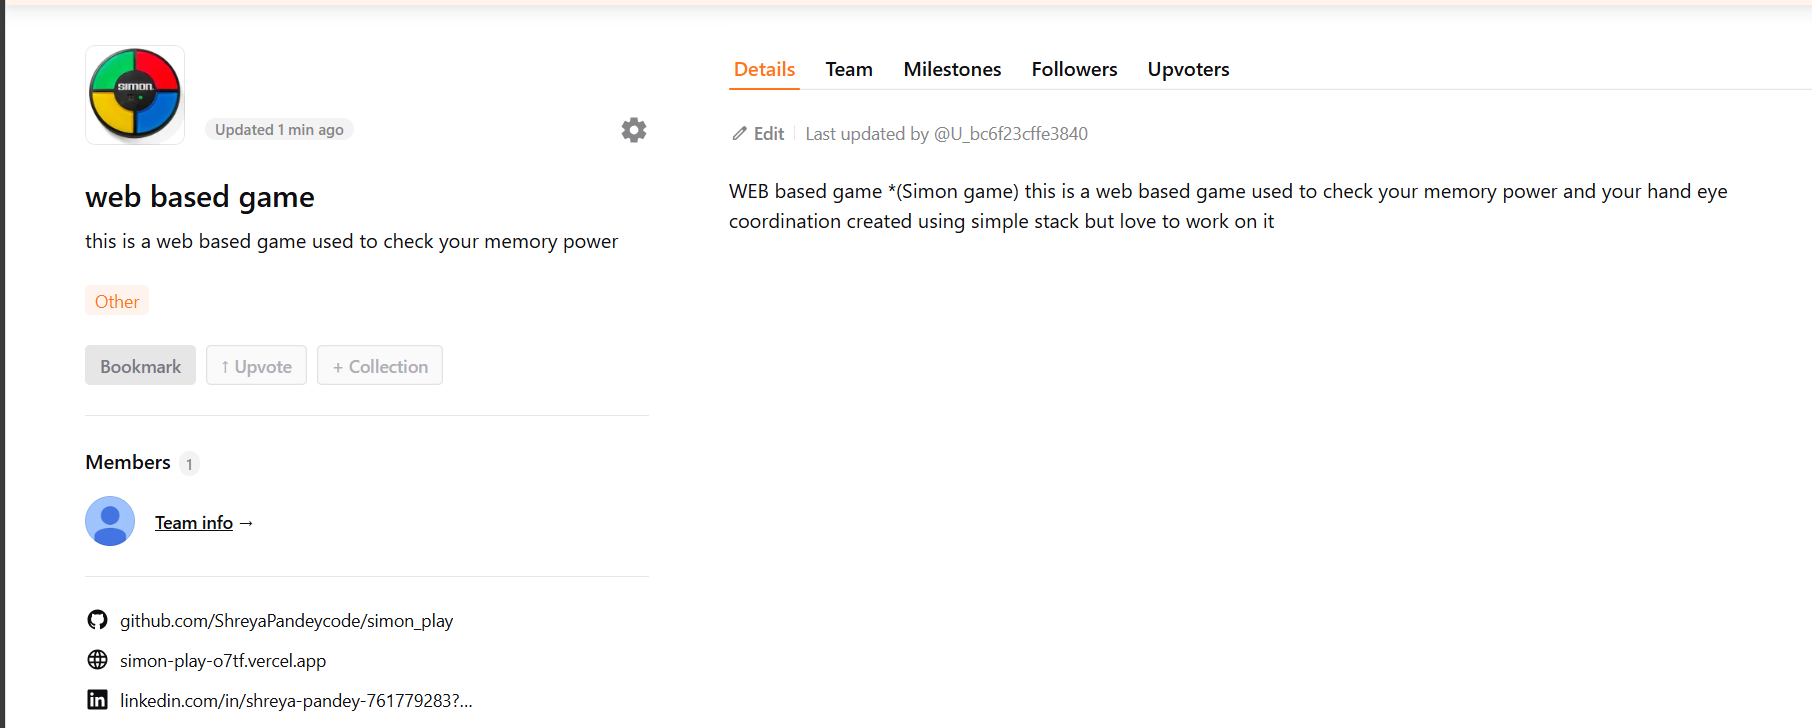 simon
Updated 1 min ago
web based game
this is a web based game used to check your memory power
Other
Bookmark
↑ Upvote
+ Collection
Members 1
Team info →
github.com/ShreyaPandeycode/simon_play
simon-play-o7tf.vercel.app
linkedin.com/in/shreya-pandey-761779283?...
Details Team Milestones Followers Upvoters
Edit Last updated by @U_bc6f23cffe3840
WEB based game *(Simon game) this is a web based game used to check your memory power and your hand eye
coordination created using simple stack but love to work on it